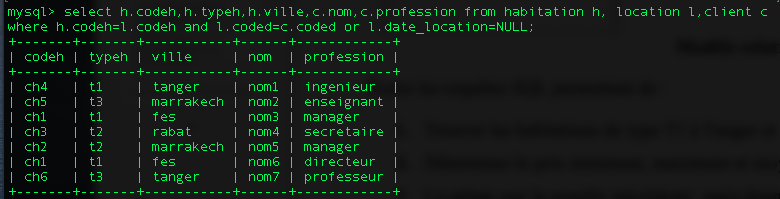 mysql> select h.codeh,h.typeh,h.ville,c.nom,c.profession from habitation h, location l,client c
where h.codeh=l.codeh and l.coded=c.coded or l.date_location=NULL;
+-------+-------+-----------+------+------------+
| codeh | typeh | ville     | nom  | profession |
+-------+-------+-----------+------+------------+
| ch4   | t1    | tanger    | nom1 | ingenieur  |
| ch5   | t3    | marrakech | nom2 | enseignant |
| ch1   | t1    | fes       | nom3 | manager    |
| ch3   | t2    | rabat     | nom4 | secretaire |
| ch2   | t2    | marrakech | nom5 | manager    |
| ch1   | t1    | fes       | nom6 | directeur  |
| ch6   | t3    | tanger    | nom7 | professeur |
+-------+-------+-----------+------+------------+